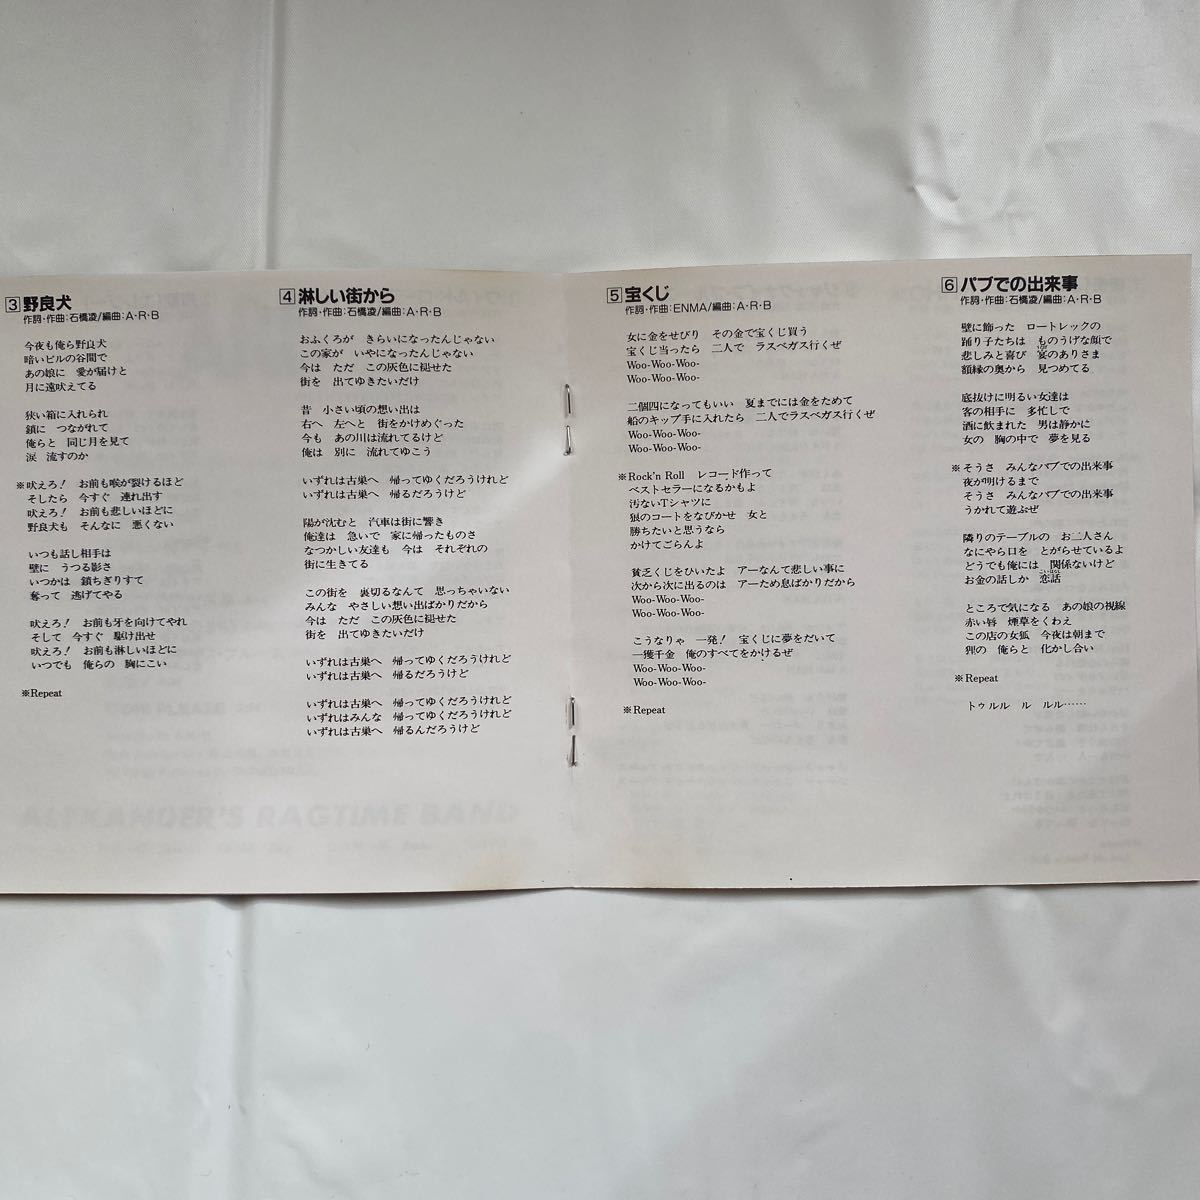 3 野良犬
作詞・作曲:石橋凌/編曲:A・R・B
今夜も俺ら野良犬
暗いビルの谷間で
あの娘に 愛が届けと
月に遠吠えてる
狭い箱に入れられ
鎖に つながれて
俺らと 同じ月を見て
涙 流すのか
※吠えろ! お前も喉が裂けるほど
そしたら 今すぐ 連れ出す
吠えろ! お前も悲しいほどに
野良犬も そんなに 悪くない
いつも話し相手は
壁に うつる影さ
いつかは 鎖ちぎりすて
奪って 逃げてやる
吠えろ! お前も牙を向けてやれ
そして 今すぐ 駆け出せ
吠えろ! お前も淋しいほどに
いつでも 俺らの 胸にこい
※Repeat
4 淋しい街から
作詞・作曲:石橋凌/編曲:A・R・B
おふくろが きらいになったんじゃない
この家が いやになったんじゃない
今は ただ この灰色に褪せた
街を 出てゆきたいだけ
昔 小さい頃の想い出は
右へ 左へと 街をかけめぐった
今も あの川は流れてるけど
俺は 別に 流れてゆこう
いずれは古巣へ 帰ってゆくだろうけれど
いずれは古巣へ 帰るだろうけど
陽が沈むと 汽車は街に響き
俺達は 急いで 家に帰ったものさ
なつかしい友達も 今は それぞれの
街に生きてる
この街を 裏切るなんて 思っちゃいない
みんな やさしい想い出ばかりだから
今は ただ この灰色に褪せた
街を 出てゆきたいだけ
いずれは古巣へ 帰ってゆくだろうけれど
いずれは古巣へ 帰るだろうけど
いずれは古巣へ 帰ってゆくだろうけれど
いずれはみんな 帰ってゆくだろうけれど
いずれは古巣へ 帰るんだろうけど
5 宝くじ
作詞・作曲:ENMA/編曲:A・R・B
女に金をせびり その金で宝くじ買う
宝くじ当ったら 二人で ラスベガス行くぜ
Woo-Woo-Woo-
Woo-Woo-Woo-
二個四になってもいい 夏までには金をためて
船のキップ手に入れたら 二人でラスベガス行くぜ
Woo-Woo-Woo-
Woo-Woo-Woo-
※Rock'n Roll レコード作って
ベストセラーになるかもよ
汚ないTシャツに
狼のコートをなびかせ 女と
勝ちたいと思うなら
かけてごらんよ
貧乏くじをひいたよ アーなんて悲しい事に
次から次に出るのは アーため息ばかりだから
Woo-Woo-Woo-
Woo-Woo-Woo-
こうなりゃ 一発! 宝くじに夢をだいて
一獲千金 俺のすべてをかけるぜ
Woo-Woo-Woo-
Woo-Woo-Woo-
※Repeat
6 パブでの出来事
作詞・作曲:石橋凌/編曲:A・R・B
壁に飾った ロートレックの
踊り子たちは ものうげな顔で
悲しみと喜び 宴のありさま
額縁の奥から 見つめてる
底抜けに明るい女達は
客の相手に 多忙しで
酒に飲まれた 男は静かに
女の 胸の中で 夢を見る
※そうさ みんなパブでの出来事
夜が明けるまで
そうさ みんなパブでの出来事
うかれて遊ぶぜ
隣りのテーブルの お二人さん
なにやら口を とがらせているよ
どうでも俺には 関係ないけど
お金の話しか 恋話
ところで気になる あの娘の視線
赤い唇 煙草をくわえ
この店の女狐 今夜は朝まで
狸の 俺らと 化かし合い
※Repeat
トゥルル ル ルル……
ALEXANDER'S RAGTIME BAND